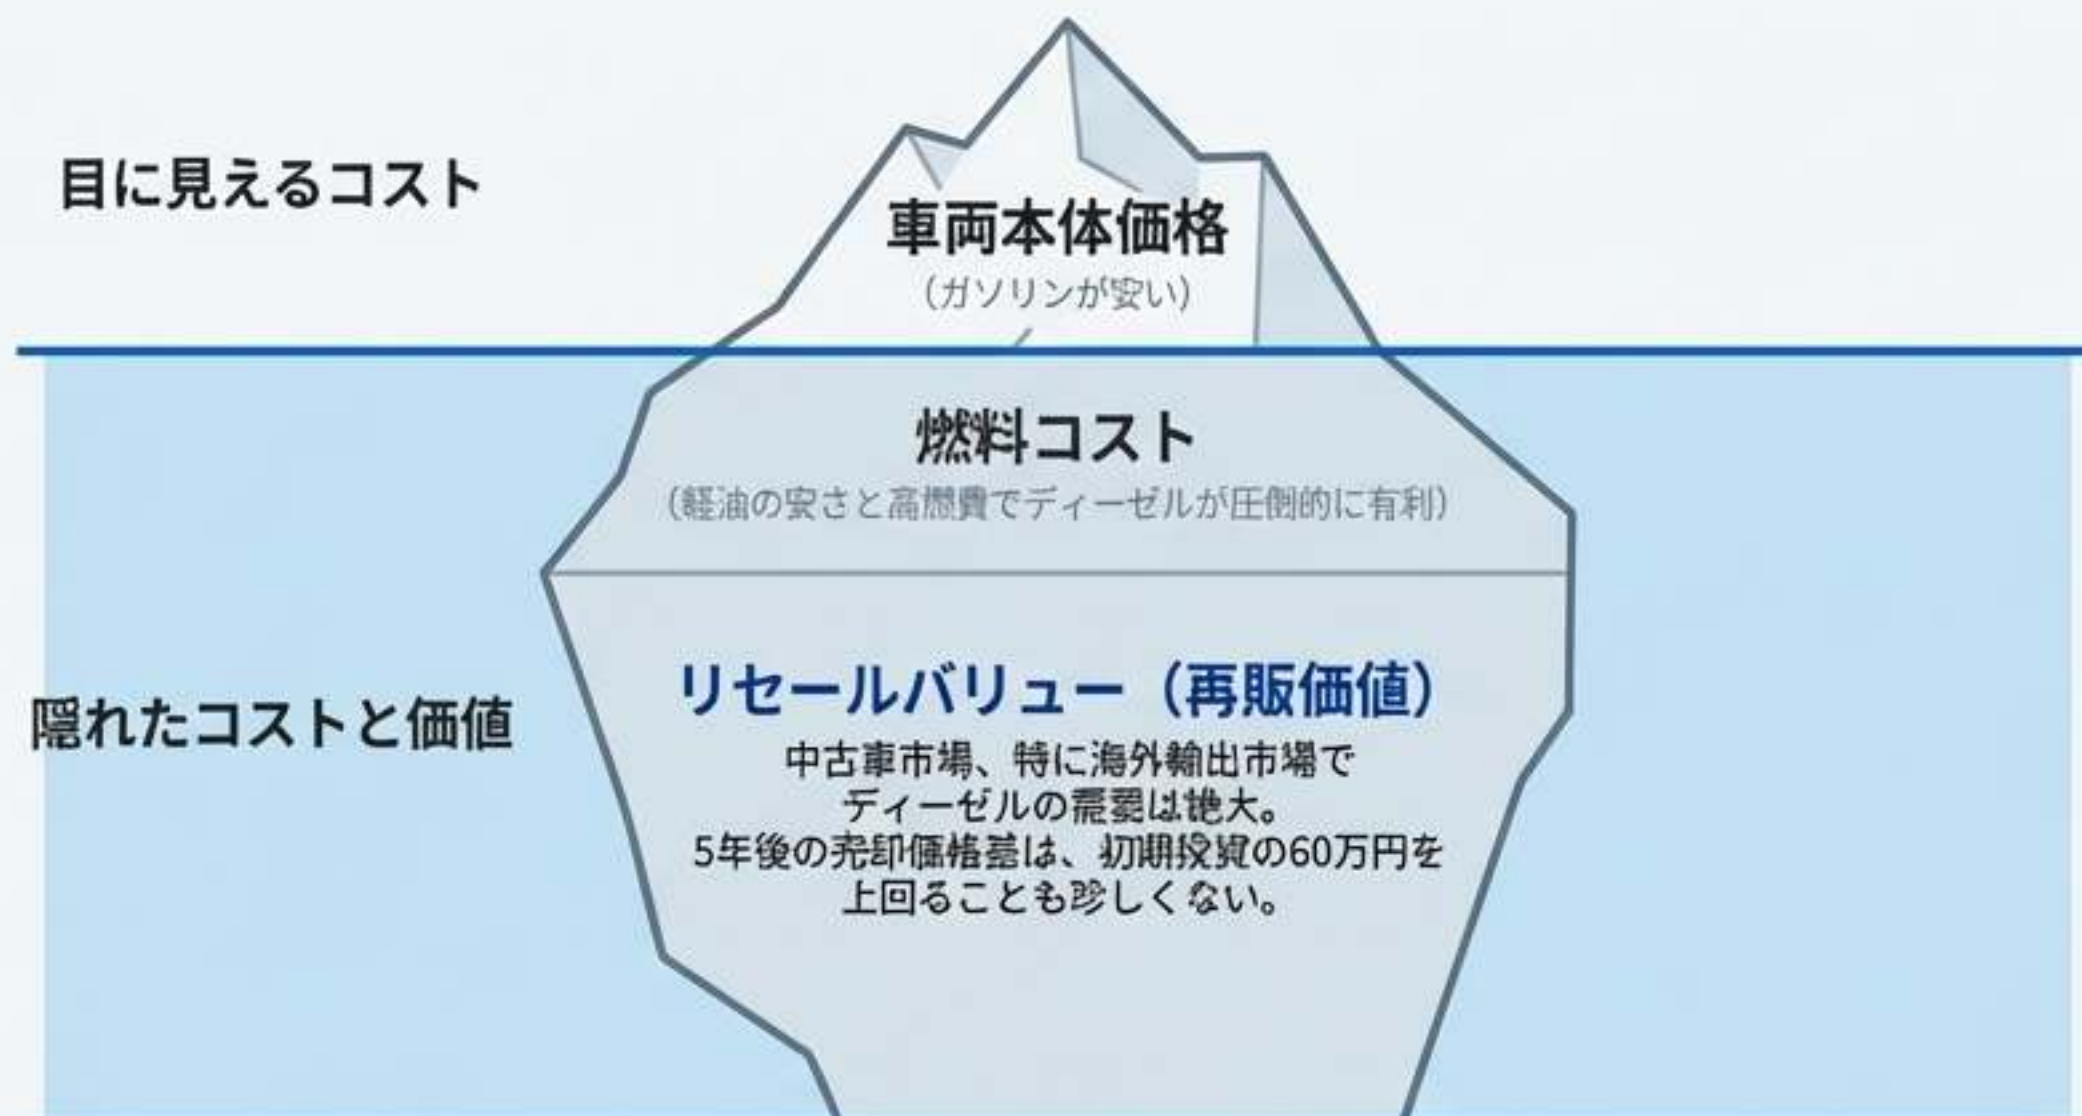 目に見えるコスト
車両本体価格
（ガソリンが安い）
燃料コスト
（軽油の安さと高燃費でディーゼルが圧倒的に有利）
隠れたコストと価値
リセールバリュー（再販価値）
中古車市場、特に海外輸出市場で
ディーゼルの は絶大。
5年後の 価格差は、初期投資の60万円を
上回ることも珍しくない。